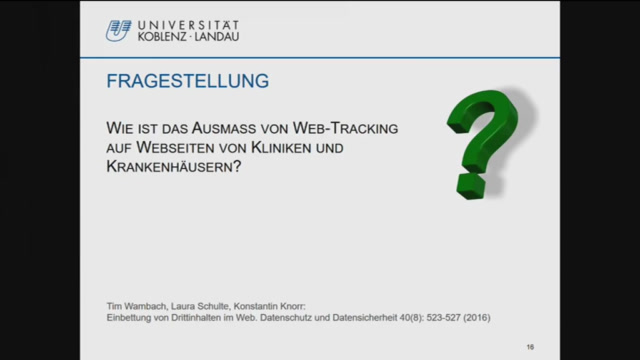 UNIVERSITÄT
KOBLENZ · LANDAU
FRAGESTELLUNG
WIE IST DAS AUSMASS VON WEB-TRACKING
AUF WEBSEITEN VON KLINIKEN UND
KRANKENHÄUSERN?
Tim Wambach, Laura Schulte, Konstantin Knorr:
Einbettung von Drittinhalten im Web. Datenschutz und Datensicherheit 40(8): 523-527 (2016)
16